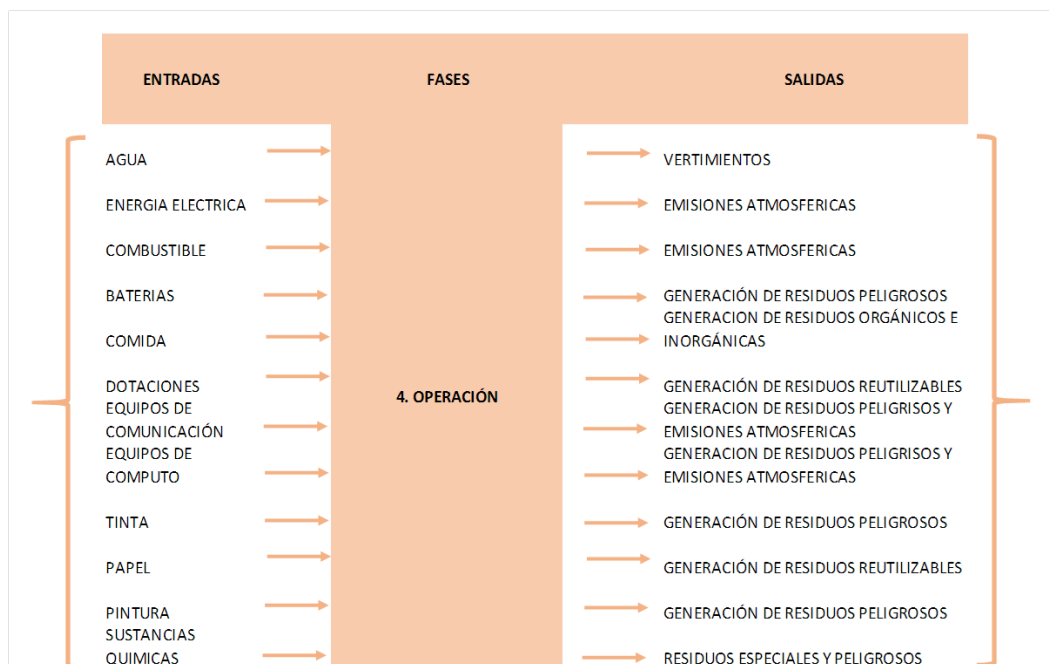 ENTRADAS FASES SALIDAS
AGUA VERTIMIENTOS
ENERGIA ELECTRICA EMISIONES ATMOSFERICAS
COMBUSTIBLE EMISIONES ATMOSFERICAS
BATERIAS GENERACIÓN DE RESIDUOS PELIGROSOS
GENERACION DE RESIDUOS ORGÁNICOS E
COMIDA INORGÁNICAS
DOTACIONES 4. OPERACIÓN GENERACIÓN DE RESIDUOS REUTILIZABLES
EQUIPOS DE GENERACION DE RESIDUOS PELIGRISOS Y
COMUNICACIÓN EMISIONES ATMOSFERICAS
EQUIPOS DE GENERACION DE RESIDUOS PELIGRISOS Y
COMPUTO EMISIONES ATMOSFERICAS
TINTA GENERACIÓN DE RESIDUOS PELIGROSOS
PAPEL GENERACIÓN DE RESIDUOS REUTILIZABLES
PINTURA GENERACIÓN DE RESIDUOS PELIGROSOS
SUSTANCIAS
QUIMICAS RESIDUOS ESPECIALES Y PELIGROSOS